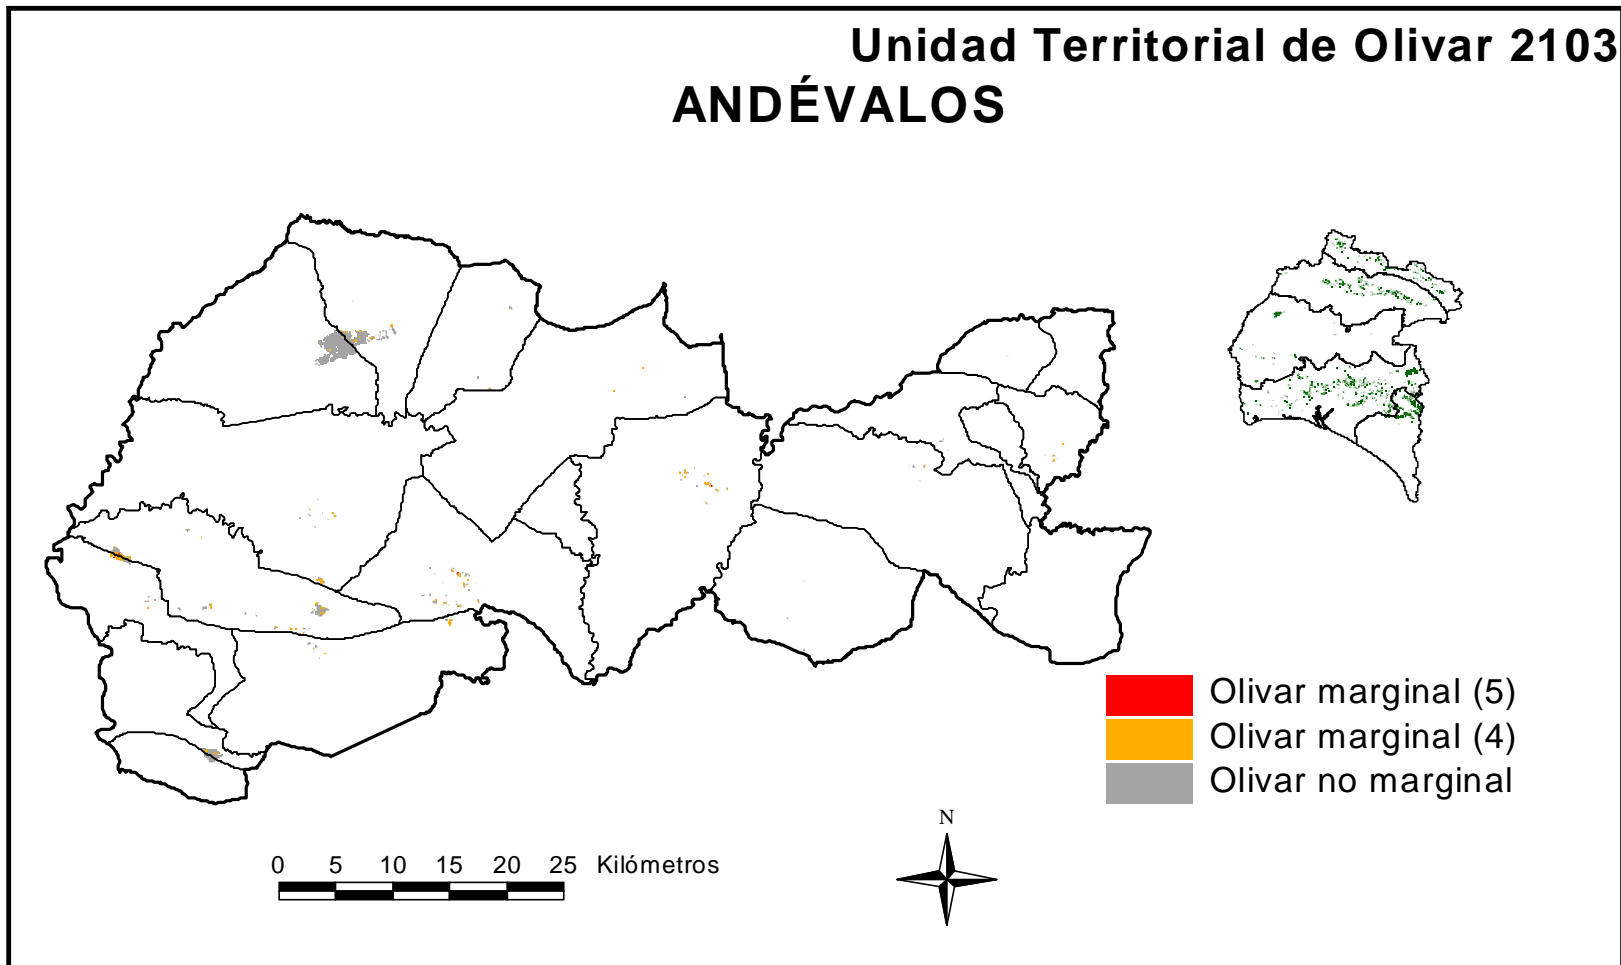 Unidad Territorial de Olivar 2103
ANDÉVALOS
Olivar marginal (5)
Olivar marginal (4)
Olivar no marginal
N
0 5 10 15 20 25 Kilómetros